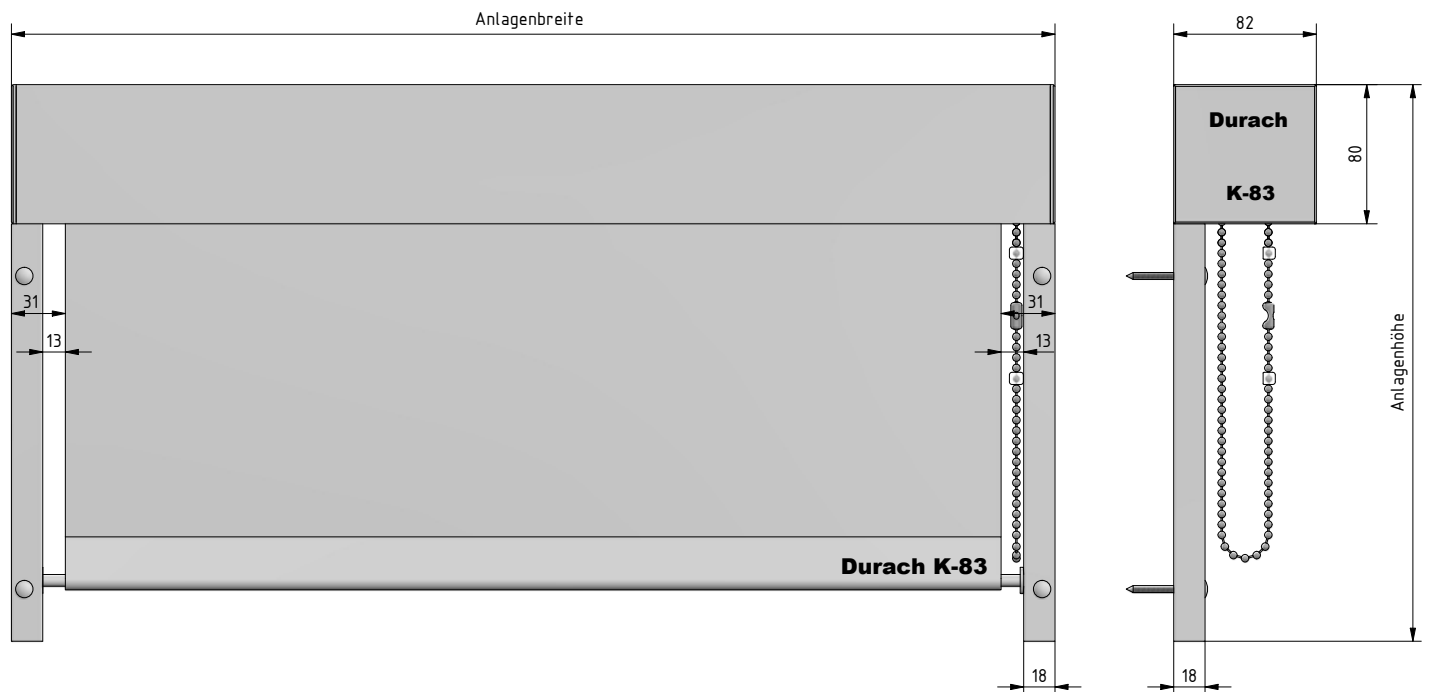 Anlagenbreite
82
Durach
K-83
80
31
13
31
13
Anlagenhöhe
Durach K-83
18
18